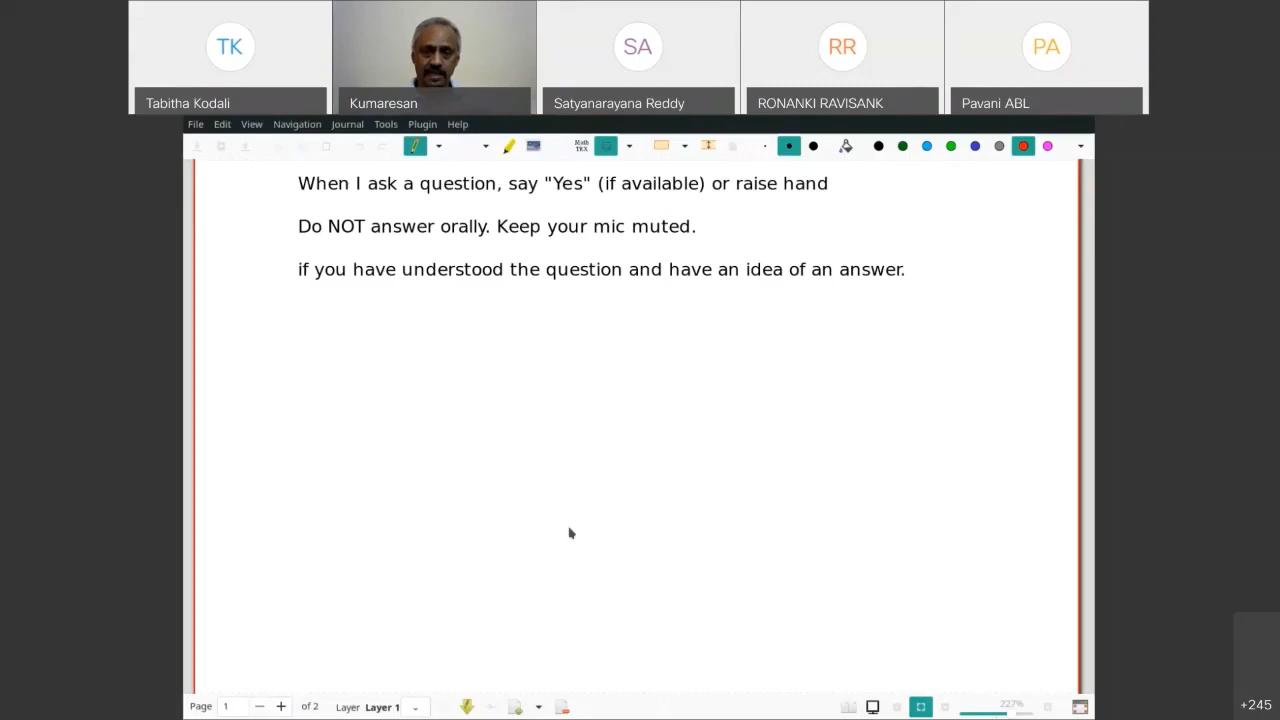 TK
SA
RR
PA
Tabitha Kodali
Kumaresan
Satyanarayana Reddy
RONANKI RAVISANK
Pavani ABL
File Edit View Navigation Journal Tools Plugin Help
Math TEX
When I ask a question, say "Yes" (if available) or raise hand
Do NOT answer orally. Keep your mic muted.
if you have understood the question and have an idea of an answer.
Page 1 of 2 Layer Layer 1 227%
+245